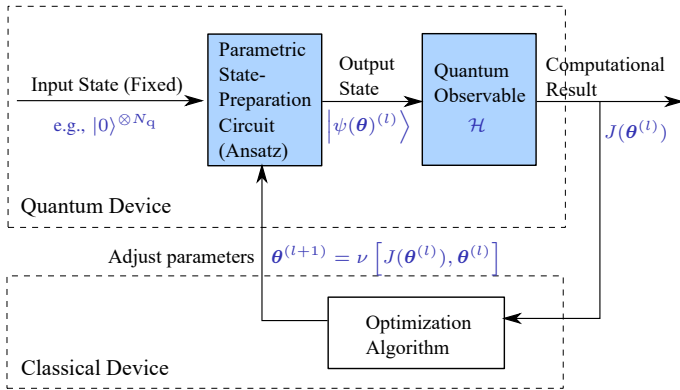 Input State (Fixed)
e.g., |0⟩^{⊗N_q}
Parametric
State-
Preparation
Circuit
(Ansatz)
Output
State
|ψ(θ)^{(l)}⟩
Quantum
Observable
ℋ
Computational
Result
J(θ^{(l)})
Quantum Device
Adjust parameters
θ^{(l+1)} = ν [J(θ^{(l)}), θ^{(l)}]
Optimization
Algorithm
Classical Device